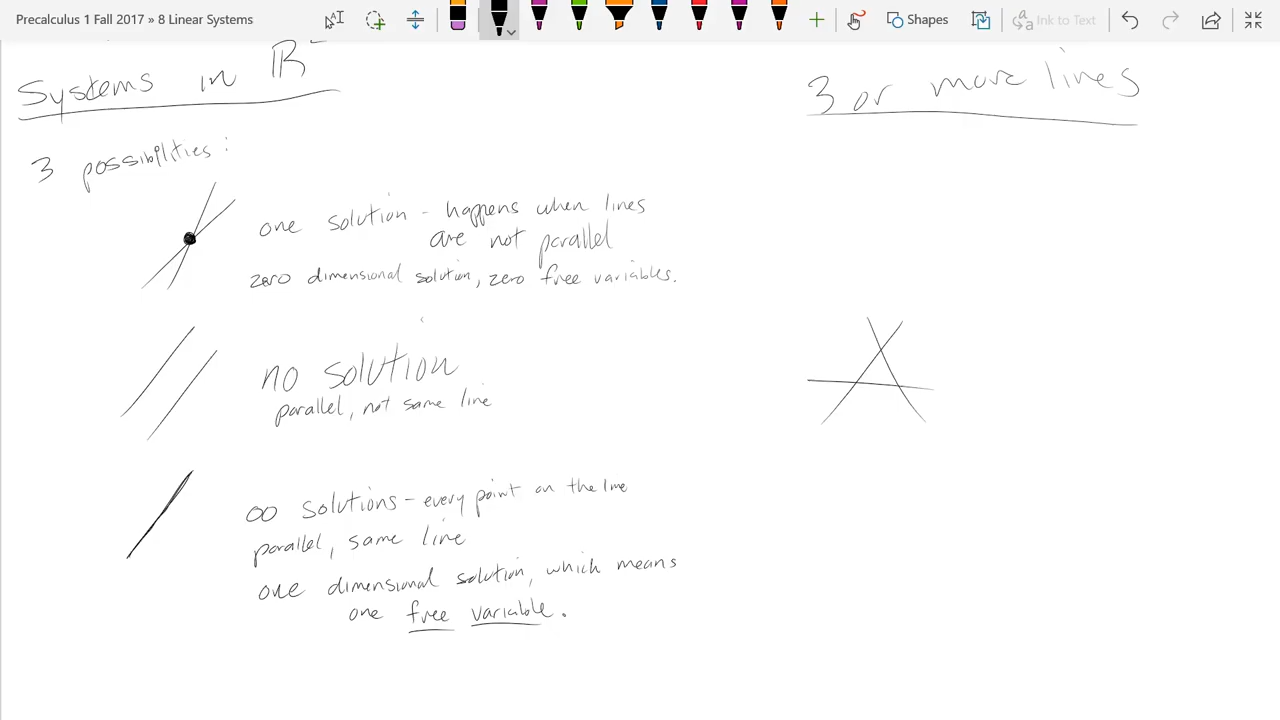 Precalculus 1 Fall 2017 » 8 Linear Systems
Shapes
Ink to Text
Systems in ℝ²
3 or more lines
3 possibilities:
one solution - happens when lines
are not parallel
zero dimensional solution, zero free variables.
no solution
parallel, not same line
∞ solutions - every point on the line
parallel, same line
one dimensional solution, which means
one free variable.